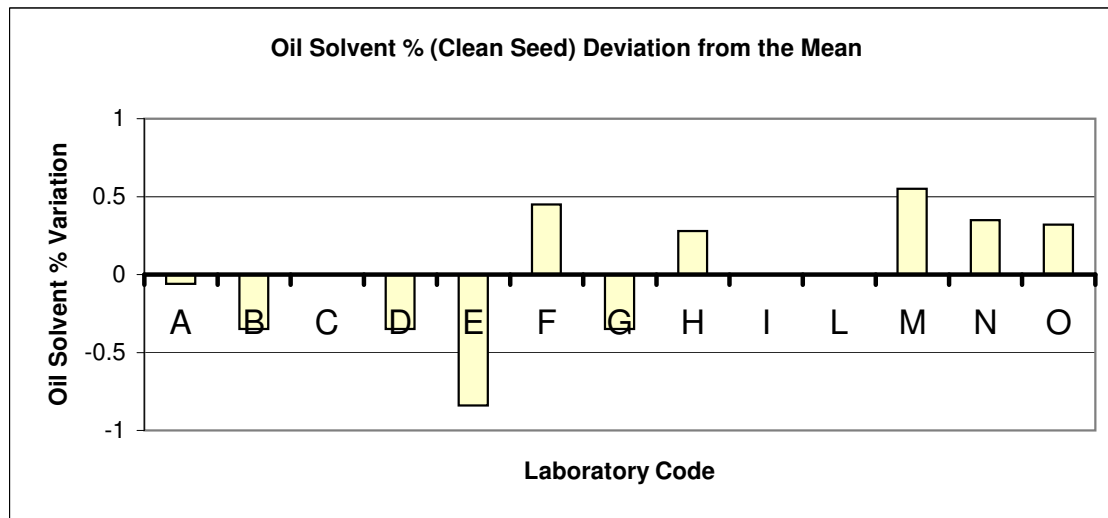 Oil Solvent % (Clean Seed) Deviation from the Mean
Oil Solvent % Variation
1
0.5
0
-0.5
-1
A B C D E F G H I L M N O
Laboratory Code